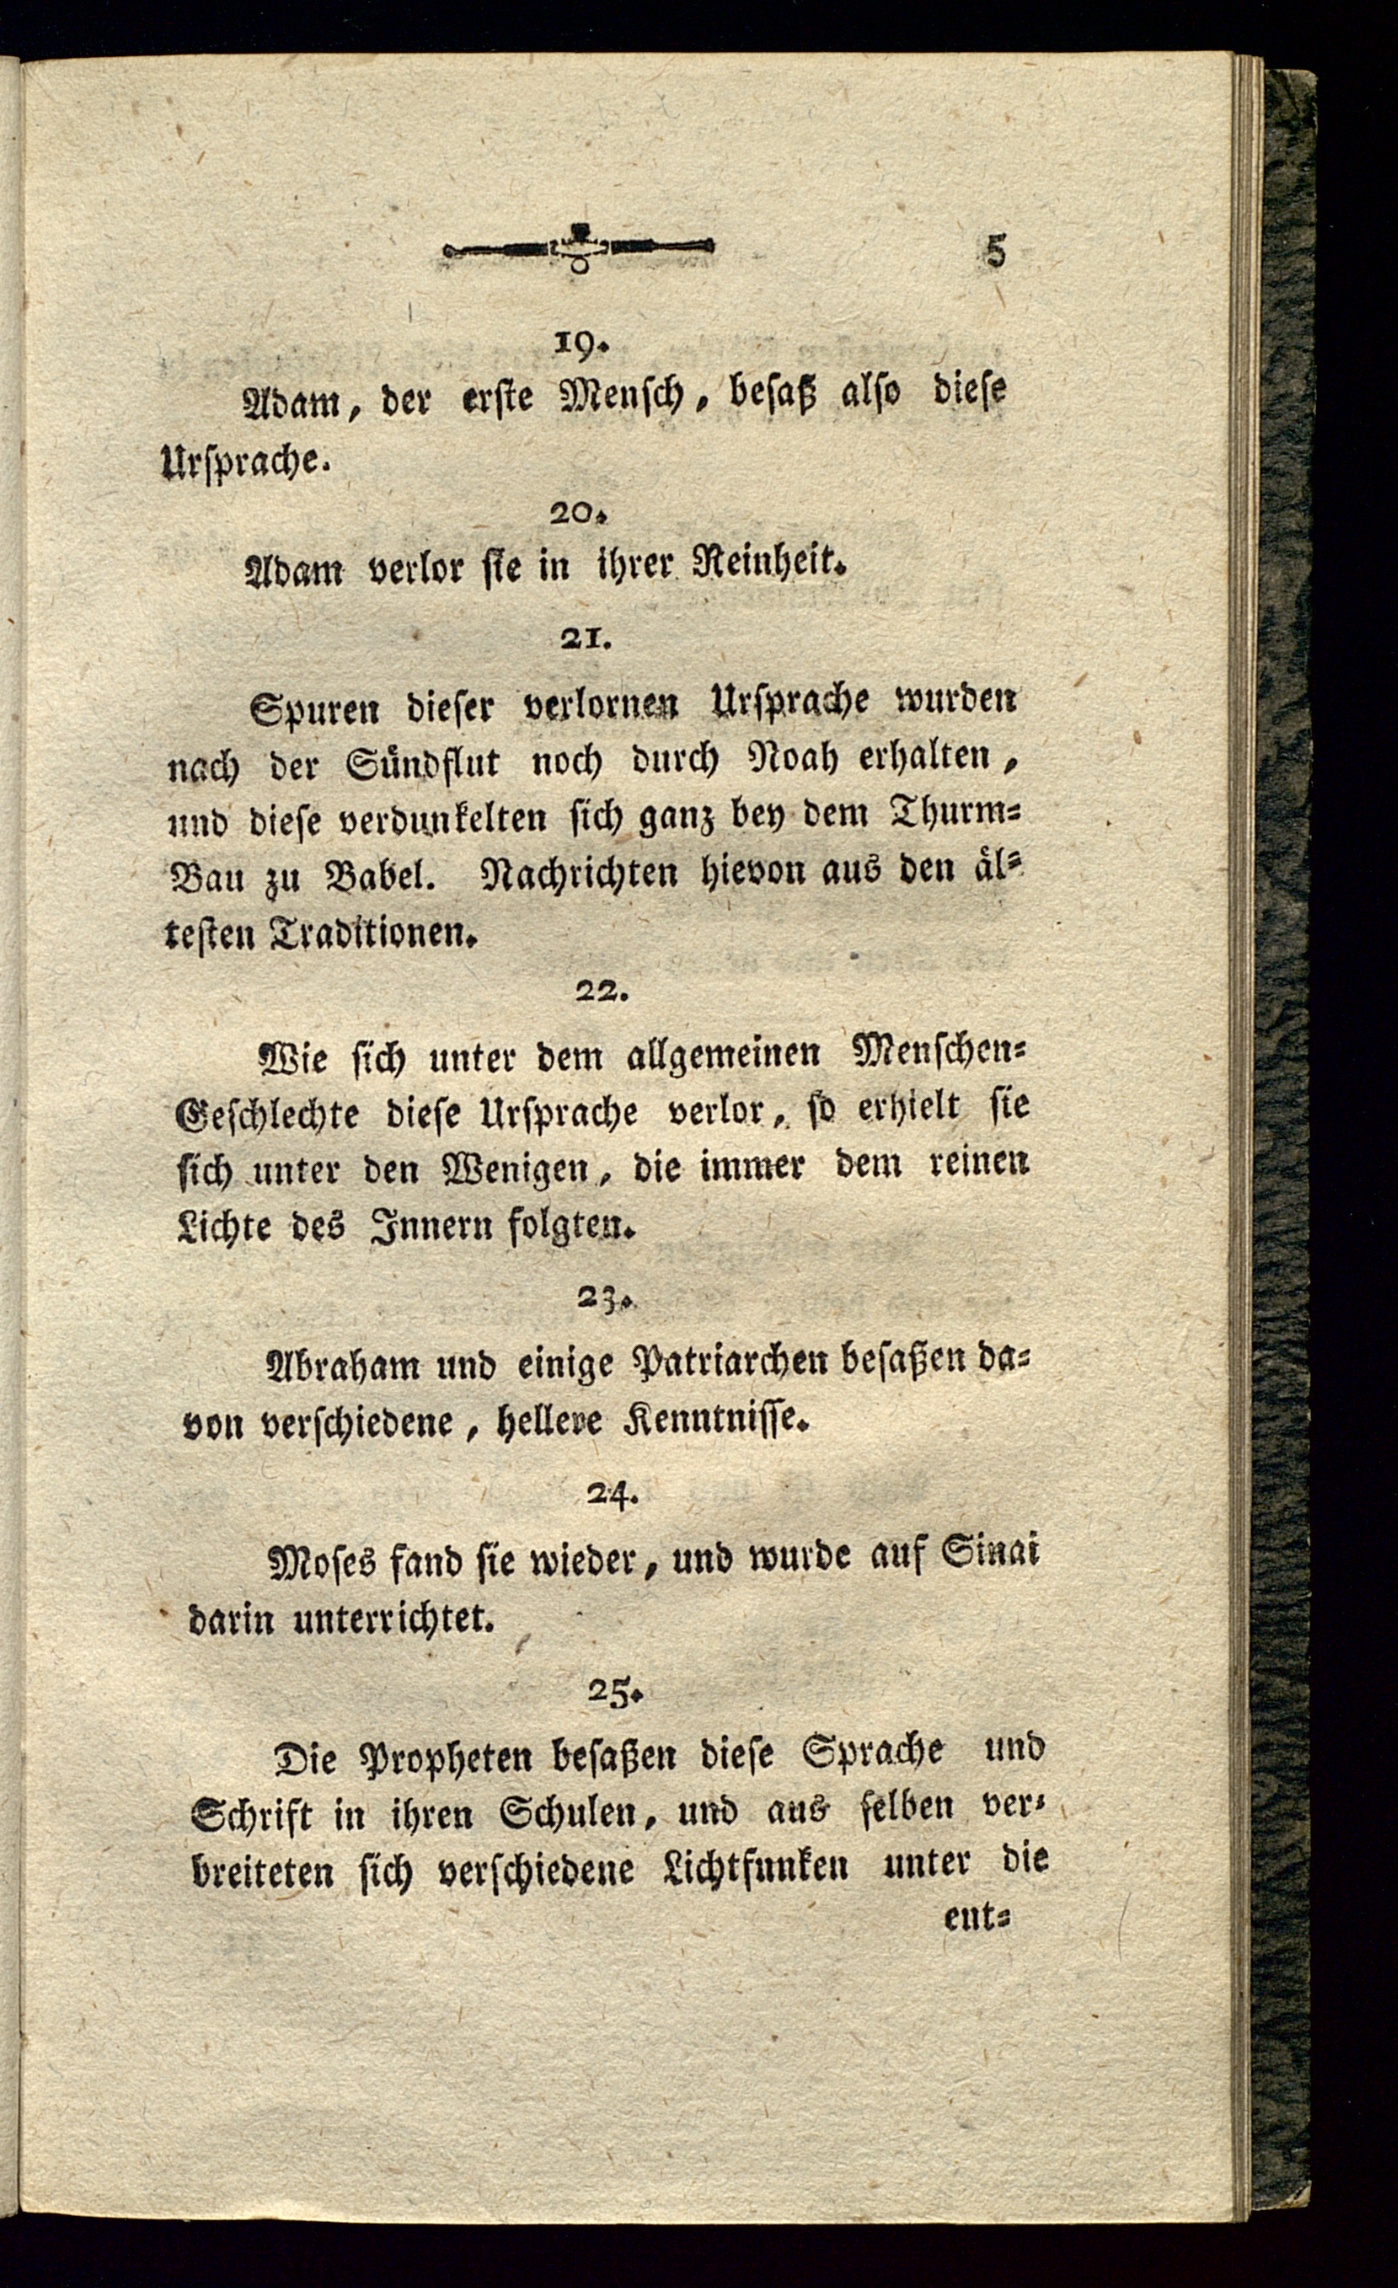 5
19.
Adam, der erste Mensch, besaß also diese
Ursprache.
20.
Adam verlor sie in ihrer Reinheit.
21.
Spuren dieser verlornen Ursprache wurden
nach der Sündflut noch durch Noah erhalten,
und diese verdunkelten sich ganz bey dem Thurm-
Bau zu Babel. Nachrichten hievon aus den äl-
testen Traditionen.
22.
Wie sich unter dem allgemeinen Menschen-
Geschlechte diese Ursprache verlor, so erhielt sie
sich unter den Wenigen, die immer dem reinen
Lichte des Innern folgten.
23.
Abraham und einige Patriarchen besaßen da-
von verschiedene, hellere Kenntnisse.
24.
Moses fand sie wieder, und wurde auf Sinai
darin unterrichtet.
25.
Die Propheten besaßen diese Sprache und
Schrift in ihren Schulen, und aus selben ver-
breiteten sich verschiedene Lichtfunken unter die
ent-